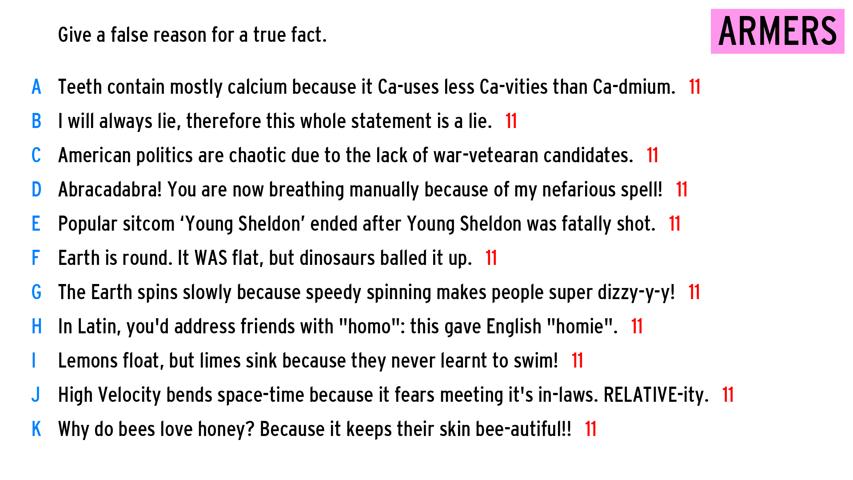 Give a false reason for a true fact.
ARMERS
A Teeth contain mostly calcium because it Ca-uses less Ca-vities than Ca-dmium. 11
B I will always lie, therefore this whole statement is a lie. 11
C American politics are chaotic due to the lack of war-vetearan candidates. 11
D Abracadabra! You are now breathing manually because of my nefarious spell! 11
E Popular sitcom ‘Young Sheldon’ ended after Young Sheldon was fatally shot. 11
F Earth is round. It WAS flat, but dinosaurs balled it up. 11
G The Earth spins slowly because speedy spinning makes people super dizzy-y-y! 11
H In Latin, you'd address friends with "homo": this gave English "homie". 11
I Lemons float, but limes sink because they never learnt to swim! 11
J High Velocity bends space-time because it fears meeting it's in-laws. RELATIVE-ity. 11
K Why do bees love honey? Because it keeps their skin bee-autiful!! 11